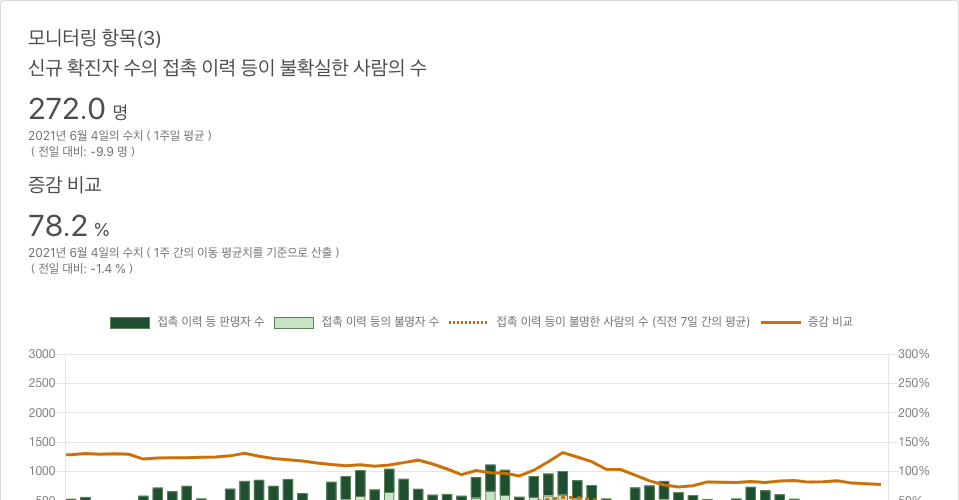 모니터링 항목(3)
신규 확진자 수의 접촉 이력 등이 불확실한 사람의 수
272.0 명
2021년 6월 4일의 수치 ( 1주일 평균 )
( 전일 대비: -9.9 명 )
증감 비교
78.2 %
2021년 6월 4일의 수치 ( 1주 간의 이동 평균치를 기준으로 산출 )
( 전일 대비: -1.4 % )
접촉 이력 등 판명자 수 접촉 이력 등의 불명자 수 접촉 이력 등이 불명한 사람의 수 (직전 7일 간의 평균) 증감 비교
3000 300%
2500 250%
2000 200%
1500 150%
1000 100%
500 50%